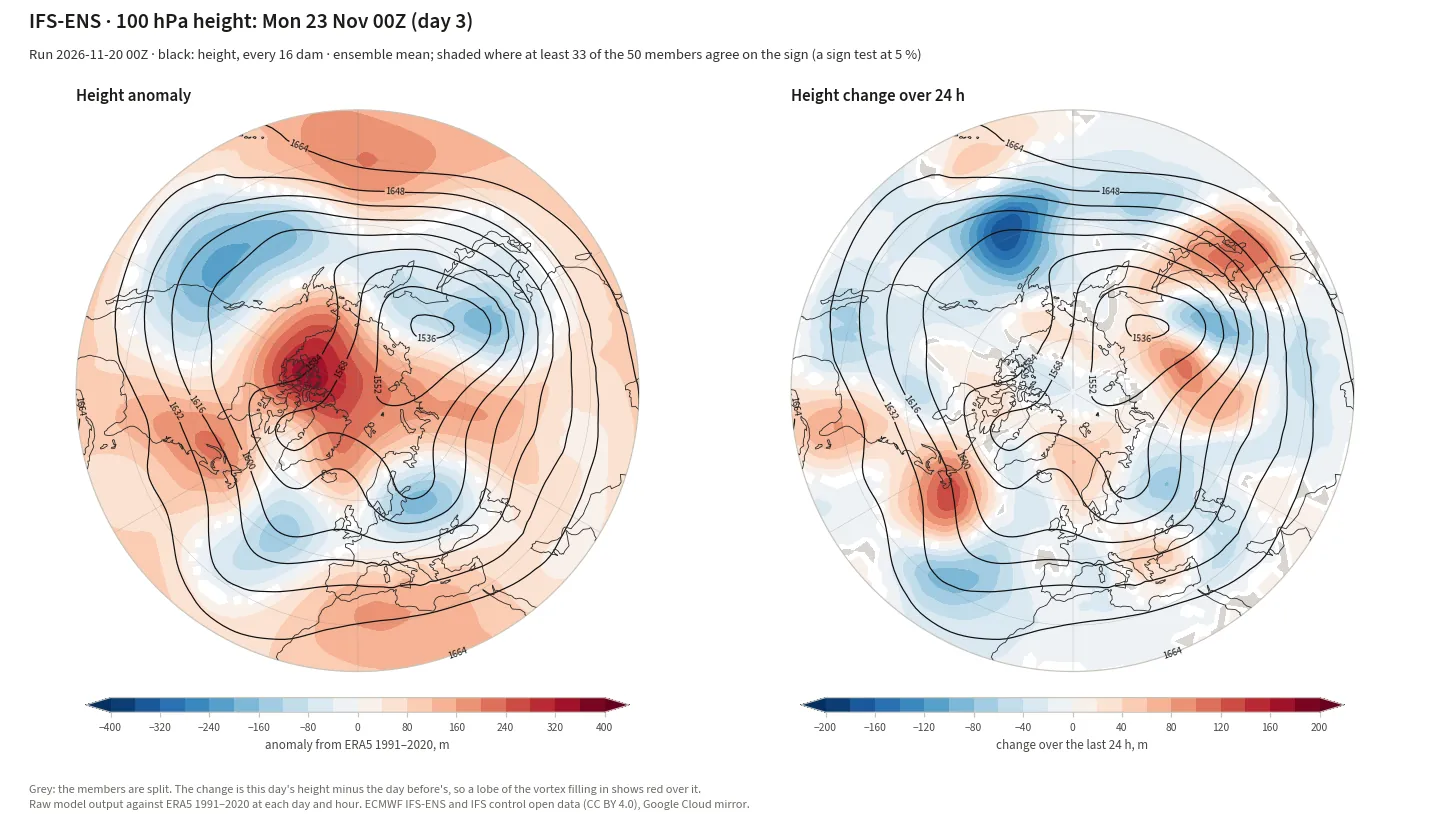 IFS-ENS · 100 hPa height: Mon 23 Nov 00Z (day 3)
Run 2026-11-20 00Z · black: height, every 16 dam · ensemble mean; shaded where at least 33 of the 50 members agree on the sign (a sign test at 5 %)
Height anomaly
Height change over 24 h
1664
1648
1536
1568
1552
1664
1632
1616
1600
1664
1664
1648
1536
1568
1552
1664
1632
1616
1600
1664
−400 −320 −240 −160 −80 0 80 160 240 320 400
anomaly from ERA5 1991–2020, m
−200 −160 −120 −80 −40 0 40 80 120 160 200
change over the last 24 h, m
Grey: the members are split. The change is this day's height minus the day before's, so a lobe of the vortex filling in shows red over it.
Raw model output against ERA5 1991–2020 at each day and hour. ECMWF IFS-ENS and IFS control open data (CC BY 4.0), Google Cloud mirror.